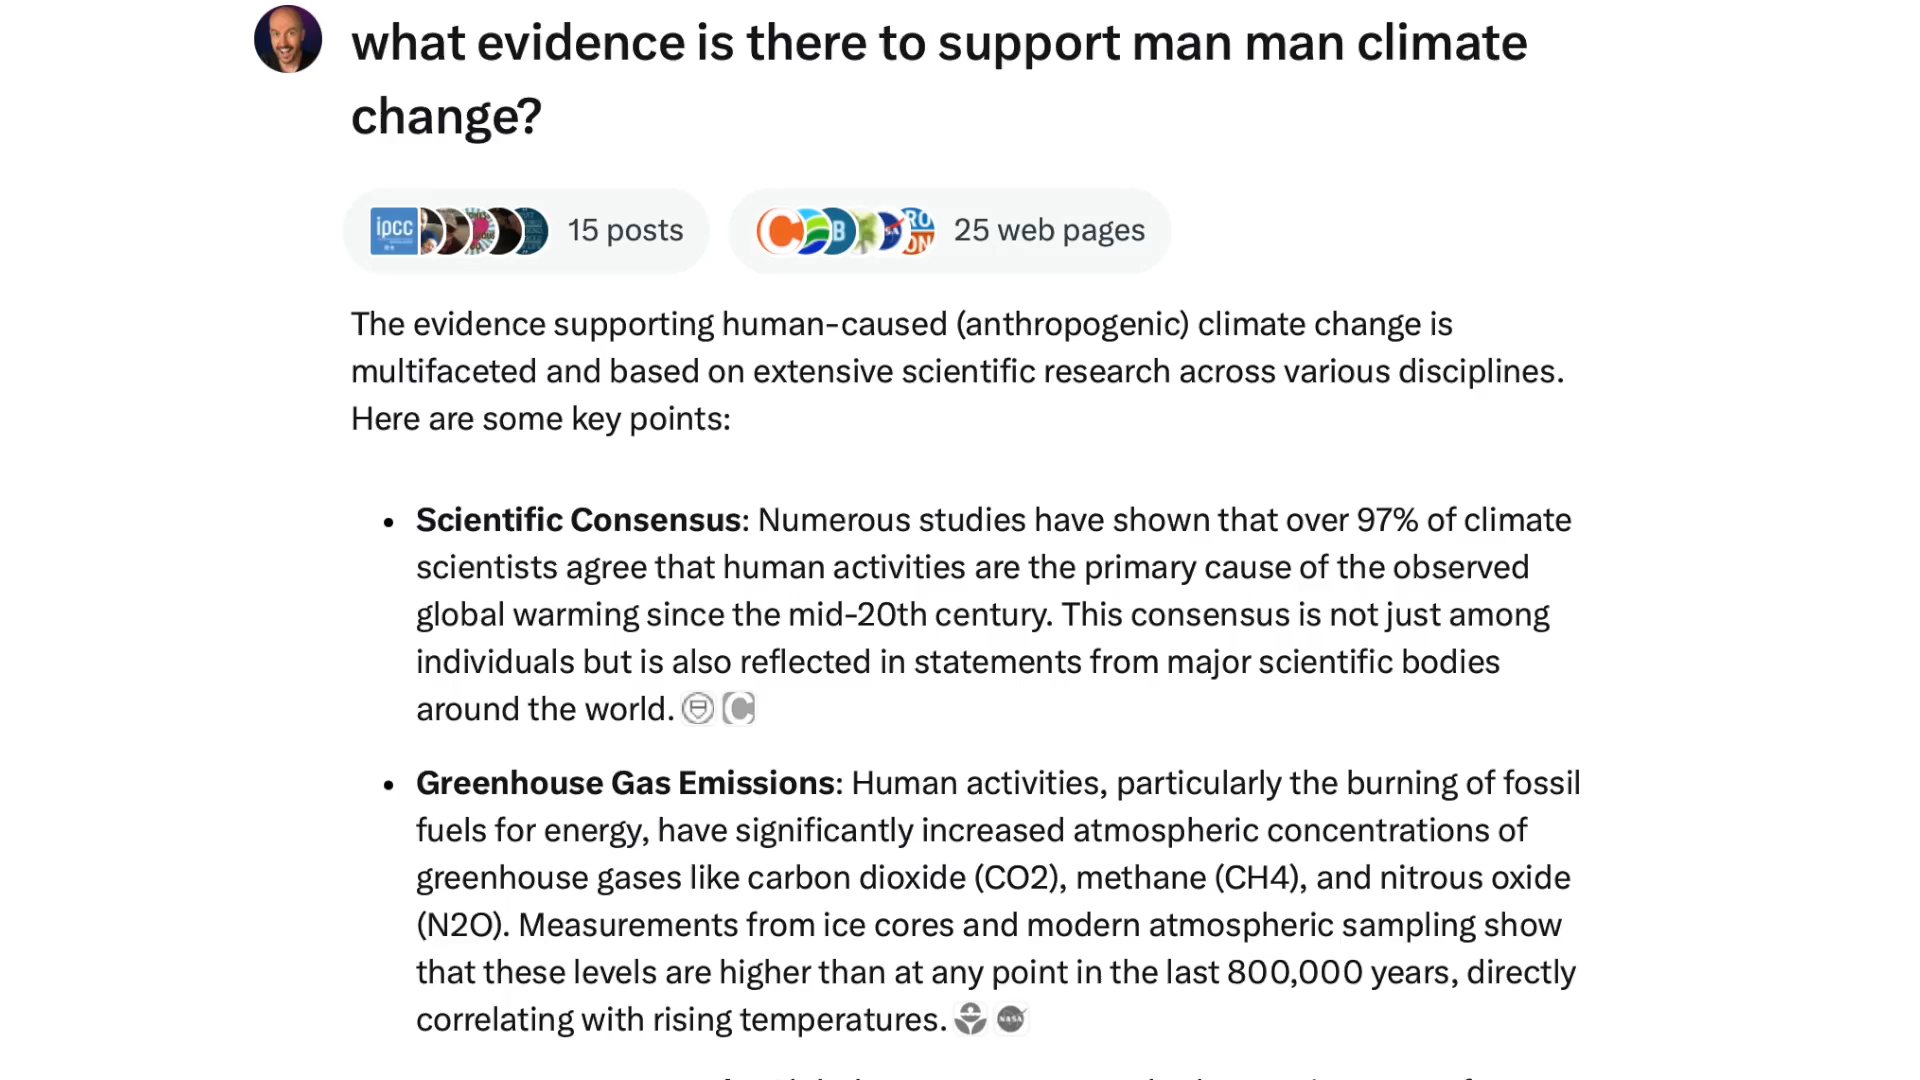 what evidence is there to support man man climate
change?
ipcc
B
SA
RO
ON
15 posts
25 web pages
The evidence supporting human-caused (anthropogenic) climate change is
multifaceted and based on extensive scientific research across various disciplines.
Here are some key points:
• Scientific Consensus: Numerous studies have shown that over 97% of climate
scientists agree that human activities are the primary cause of the observed
global warming since the mid-20th century. This consensus is not just among
individuals but is also reflected in statements from major scientific bodies
around the world.
• Greenhouse Gas Emissions: Human activities, particularly the burning of fossil
fuels for energy, have significantly increased atmospheric concentrations of
greenhouse gases like carbon dioxide (CO2), methane (CH4), and nitrous oxide
(N2O). Measurements from ice cores and modern atmospheric sampling show
that these levels are higher than at any point in the last 800,000 years, directly
correlating with rising temperatures.
NASA